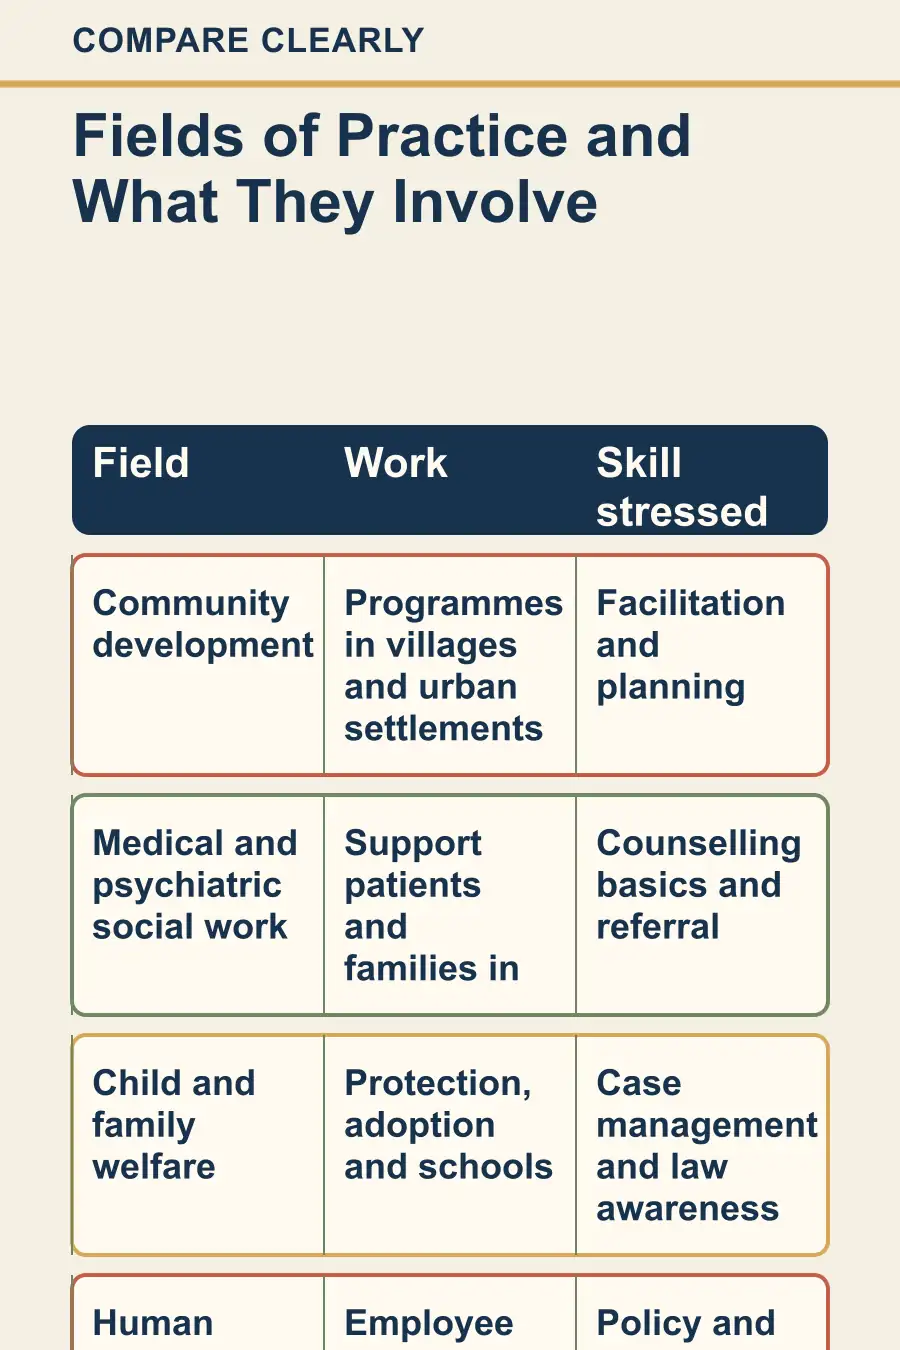 COMPARE CLEARLY
Fields of Practice and
What They Involve
Field
Work
Skill
stressed
Community
development
Programmes
in villages
and urban
settlements
Facilitation
and
planning
Medical and
psychiatric
social work
Support
patients
and
families in
Counselling
basics and
referral
Child and
family
welfare
Protection,
adoption
and schools
Case
management
and law
awareness
Human
Employee
Policy and